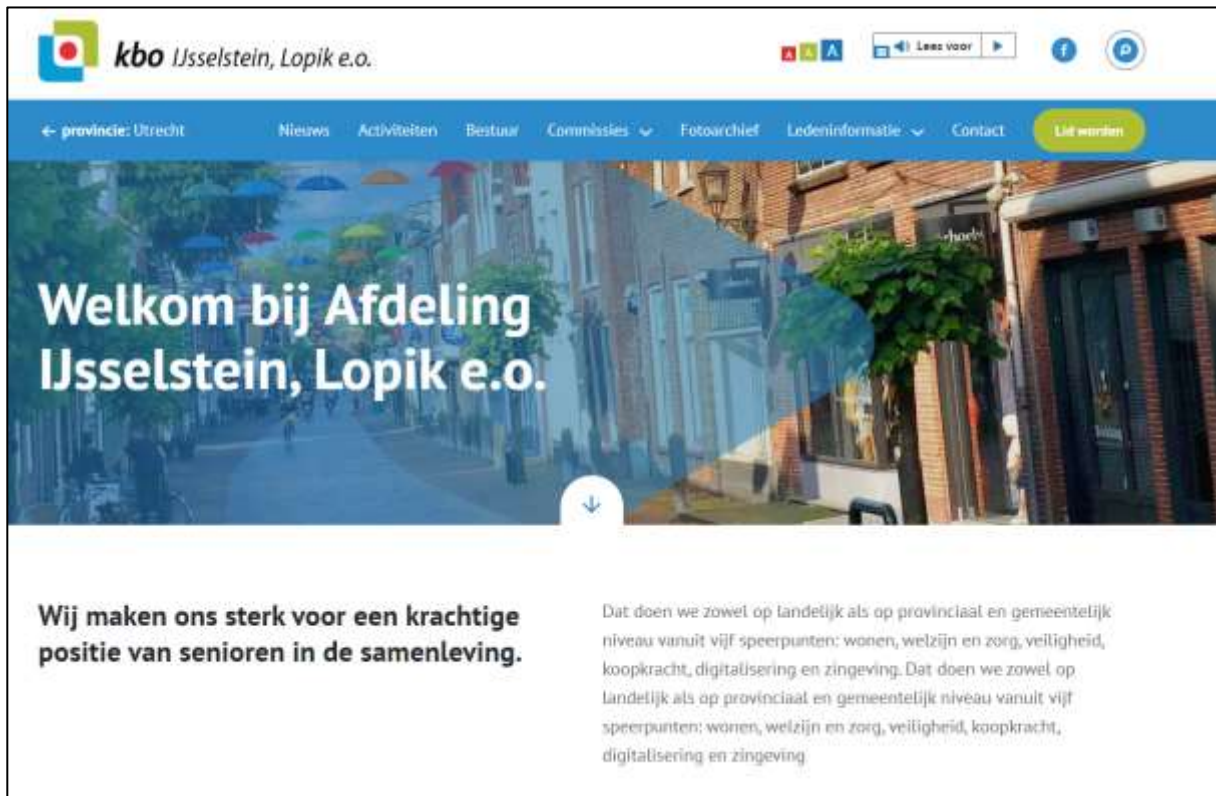 kbo IJsselstein, Lopik e.o.
A A A
Lees voor
← provincie: Utrecht
Nieuws
Activiteiten
Bestuur
Commissies
Fotoarchief
Ledeninformatie
Contact
Lid worden
Welkom bij Afdeling
IJsselstein, Lopik e.o.
Wij maken ons sterk voor een krachtige
positie van senioren in de samenleving.
Dat doen we zowel op landelijk als op provinciaal en gemeentelijk
niveau vanuit vijf speerpunten: wonen, welzijn en zorg, veiligheid,
koopkracht, digitalisering en zingeving. Dat doen we zowel op
landelijk als op provinciaal en gemeentelijk niveau vanuit vijf
speerpunten: wonen, welzijn en zorg, veiligheid, koopkracht,
digitalisering en zingeving